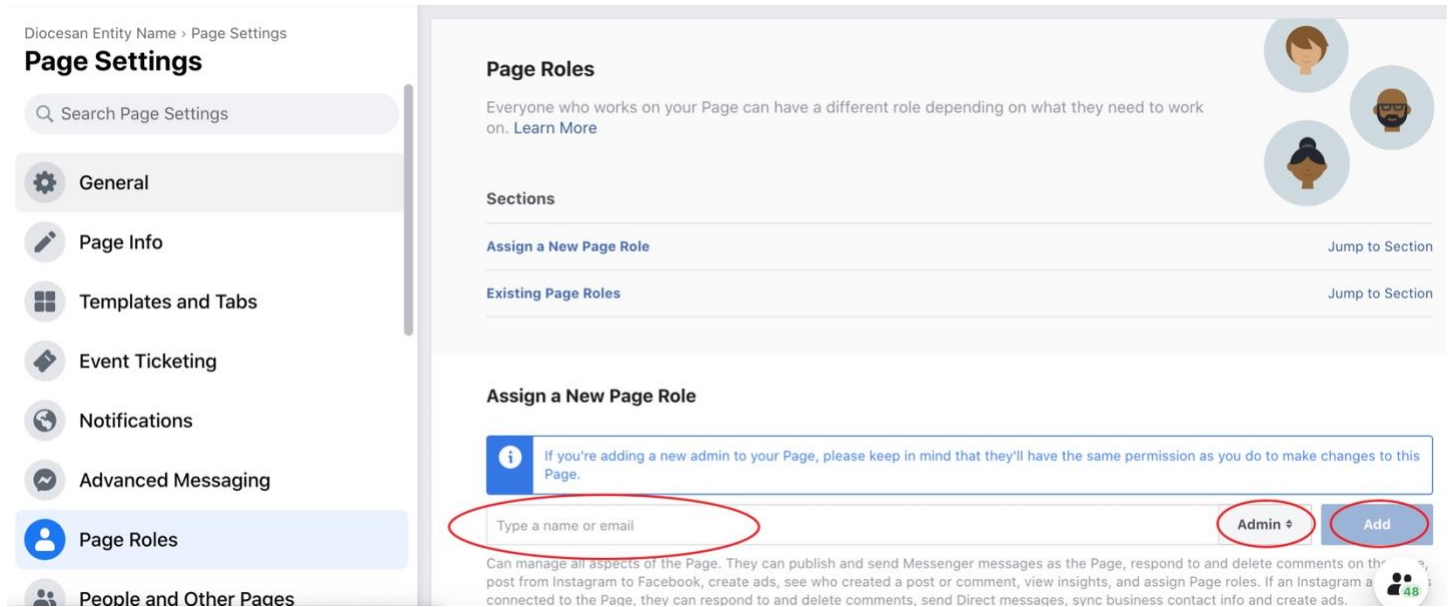 Diocesan Entity Name › Page Settings
Page Settings
Search Page Settings
General
Page Info
Templates and Tabs
Event Ticketing
Notifications
Advanced Messaging
Page Roles
People and Other Pages
Page Roles
Everyone who works on your Page can have a different role depending on what they need to work
on. Learn More
Sections
Assign a New Page Role Jump to Section
Existing Page Roles Jump to Section
Assign a New Page Role
If you're adding a new admin to your Page, please keep in mind that they'll have the same permission as you do to make changes to this
Page.
Type a name or email Admin Add
Can manage all aspects of the Page. They can publish and send Messenger messages as the Page, respond to and delete comments on the
post from Instagram to Facebook, create ads, see who created a post or comment, view insights, and assign Page roles. If an Instagram
connected to the Page, they can respond to and delete comments, send Direct messages, sync business contact info and create ads.
48